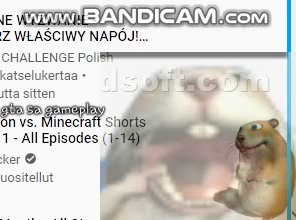 www.BANDICAM.com
RZ WŁAŚCIWY NAPÓJ!...
CHALLENGE Polish
katselukertaa •
utta sitten
dsoft.com/
gta sa gameplay
on vs. Minecraft Shorts
1 - All Episodes (1-14)
cker
uositellut